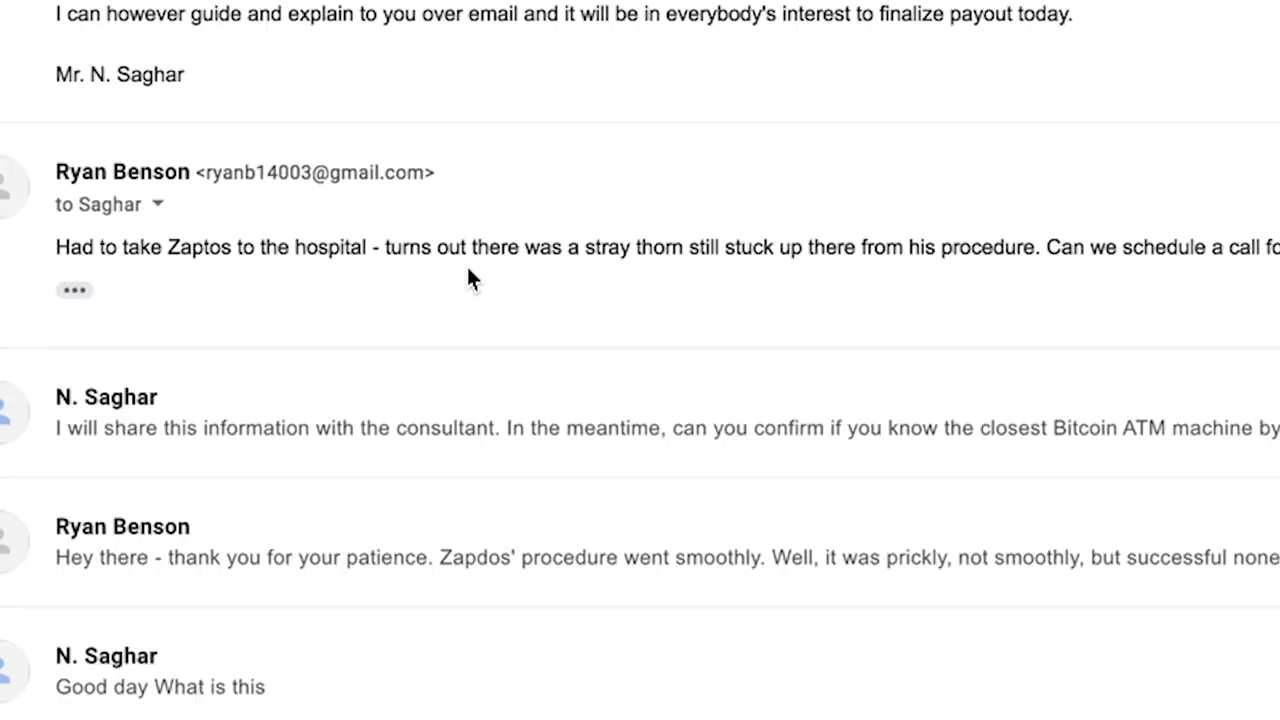 I can however guide and explain to you over email and it will be in everybody's interest to finalize payout today.
Mr. N. Saghar
Ryan Benson <ryanb14003@gmail.com>
to Saghar
Had to take Zaptos to the hospital - turns out there was a stray thorn still stuck up there from his procedure. Can we schedule a call fo
N. Saghar
I will share this information with the consultant. In the meantime, can you confirm if you know the closest Bitcoin ATM machine by
Ryan Benson
Hey there - thank you for your patience. Zapdos' procedure went smoothly. Well, it was prickly, not smoothly, but successful none
N. Saghar
Good day What is this